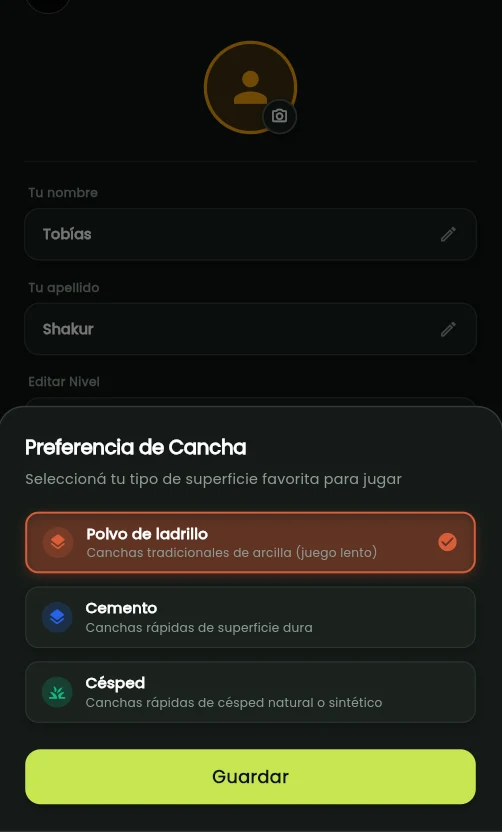 Tu nombre
Tobías
Tu apellido
Shakur
Editar Nivel
Preferencia de Cancha
Seleccioná tu tipo de superficie favorita para jugar
Polvo de ladrillo
Canchas tradicionales de arcilla (juego lento)
Cemento
Canchas rápidas de superficie dura
Césped
Canchas rápidas de césped natural o sintético
Guardar